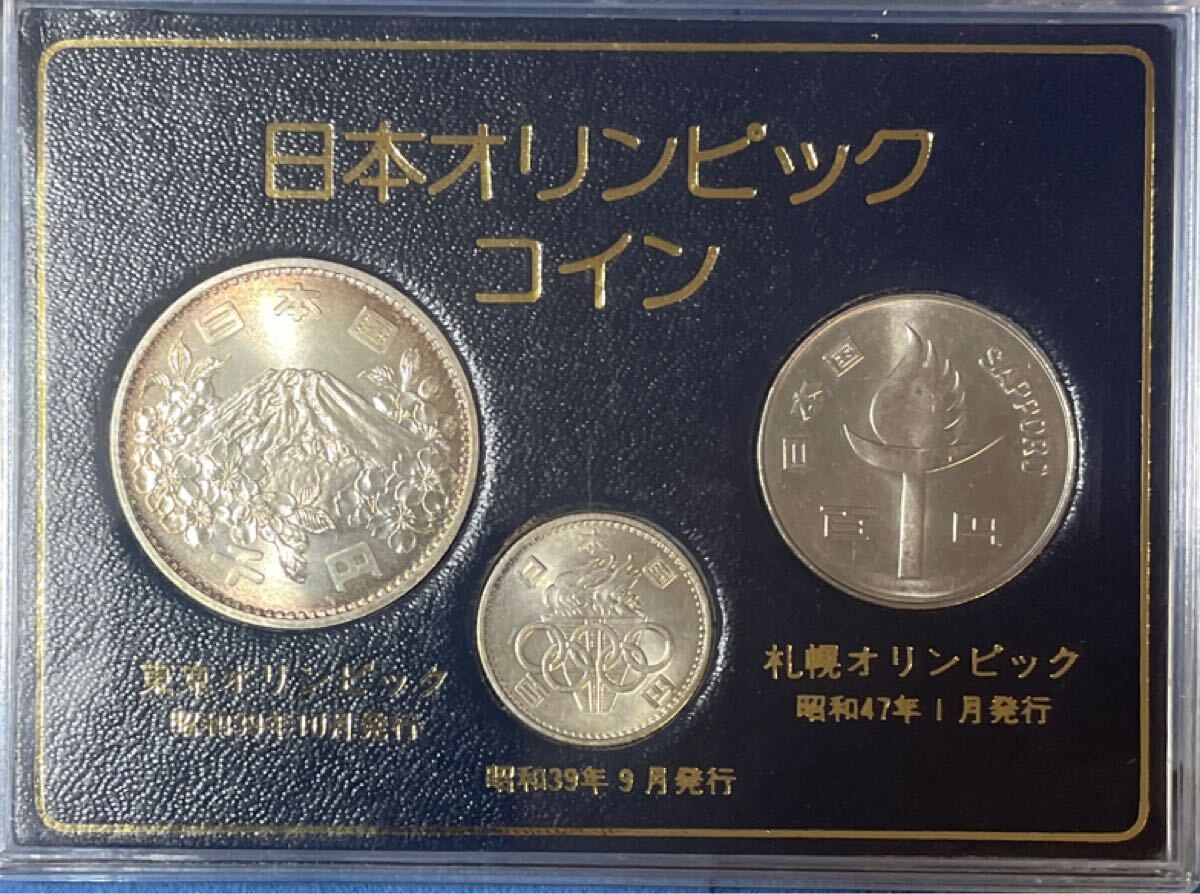 日本オリンピック
コイン
日本国
千円
東京オリンピック
昭和39年10月発行
日本国
百円
昭和39年9月発行
日本国
SAPPORO
百円
札幌オリンピック
昭和47年1月発行